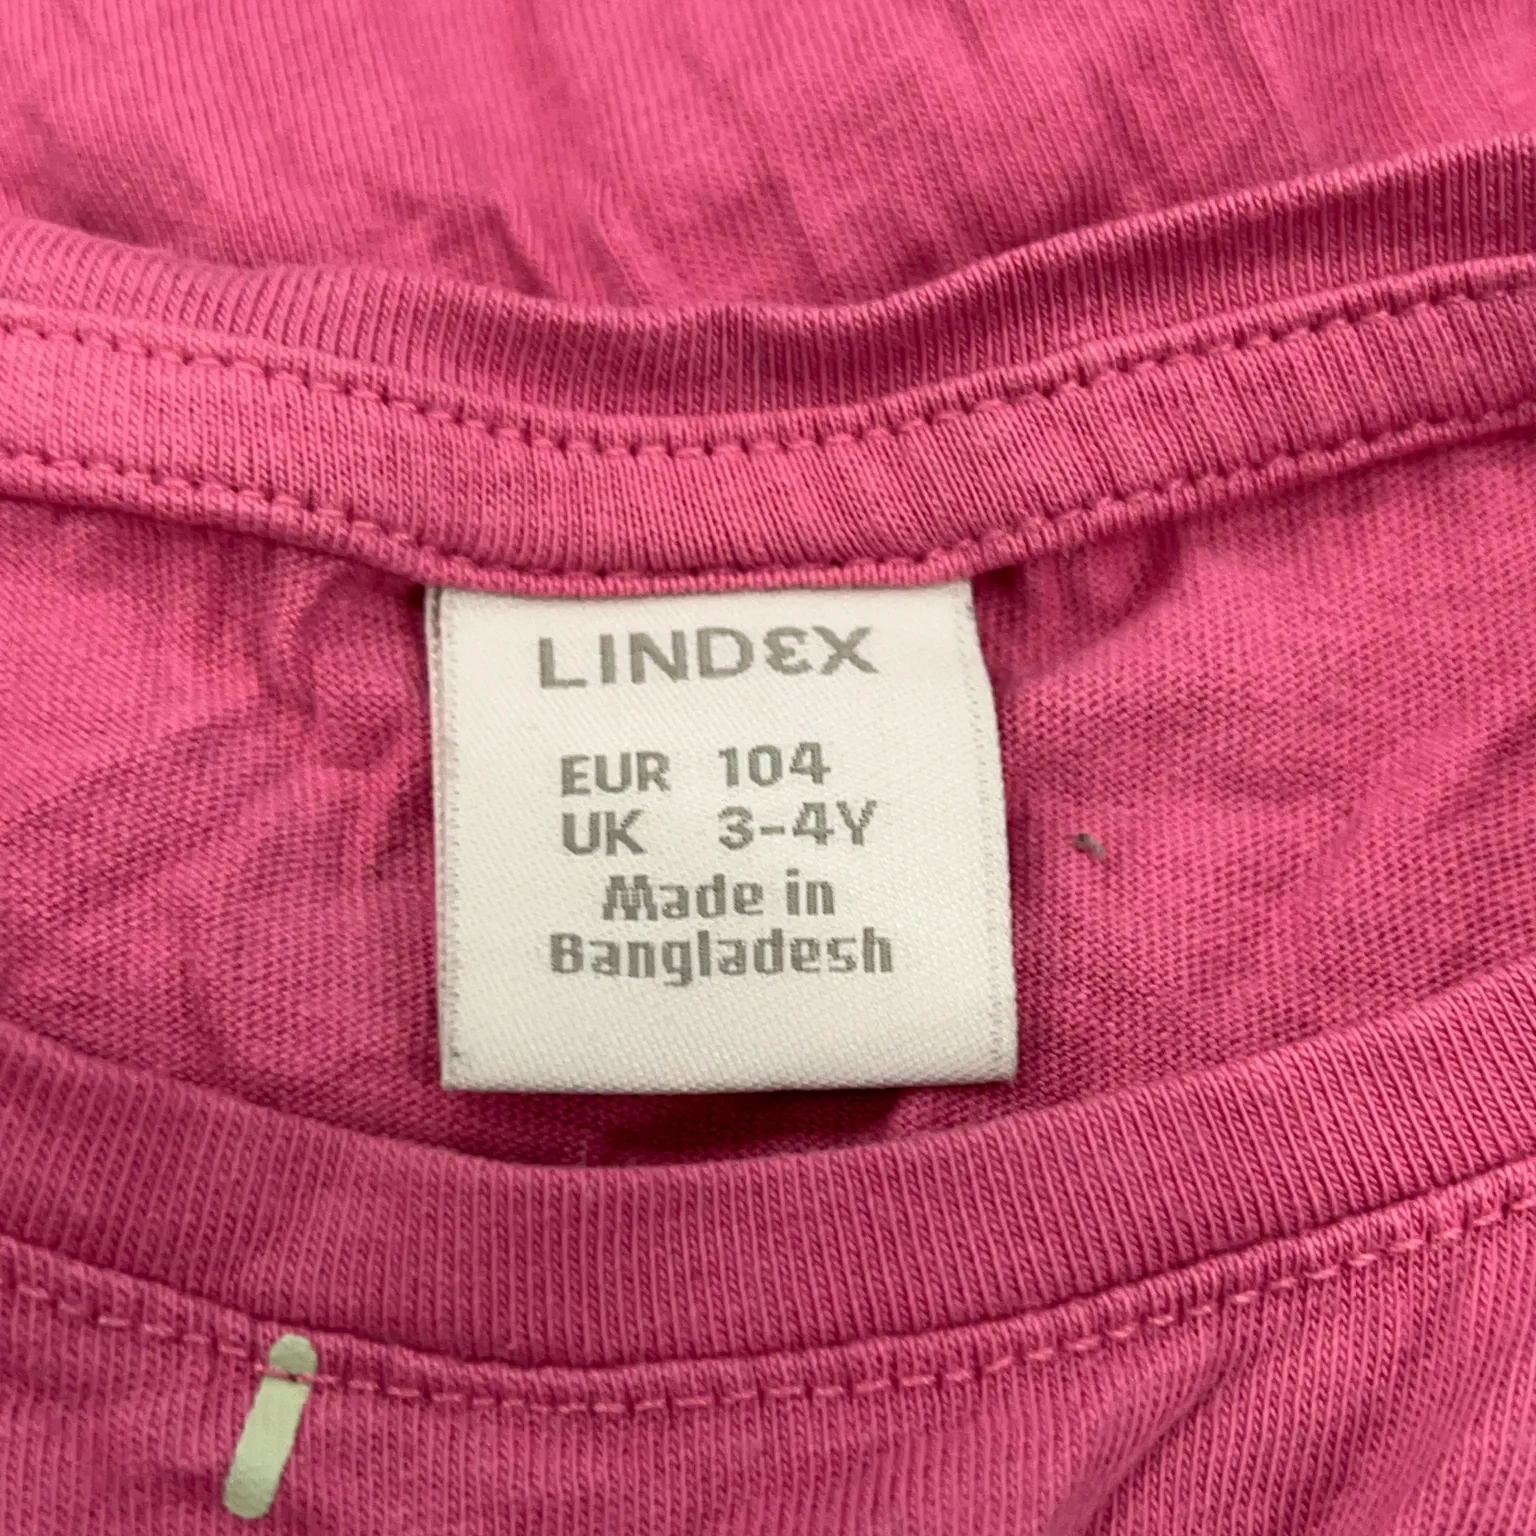 LINDEX
EUR 104
UK 3-4Y
Made in
Bangladesh